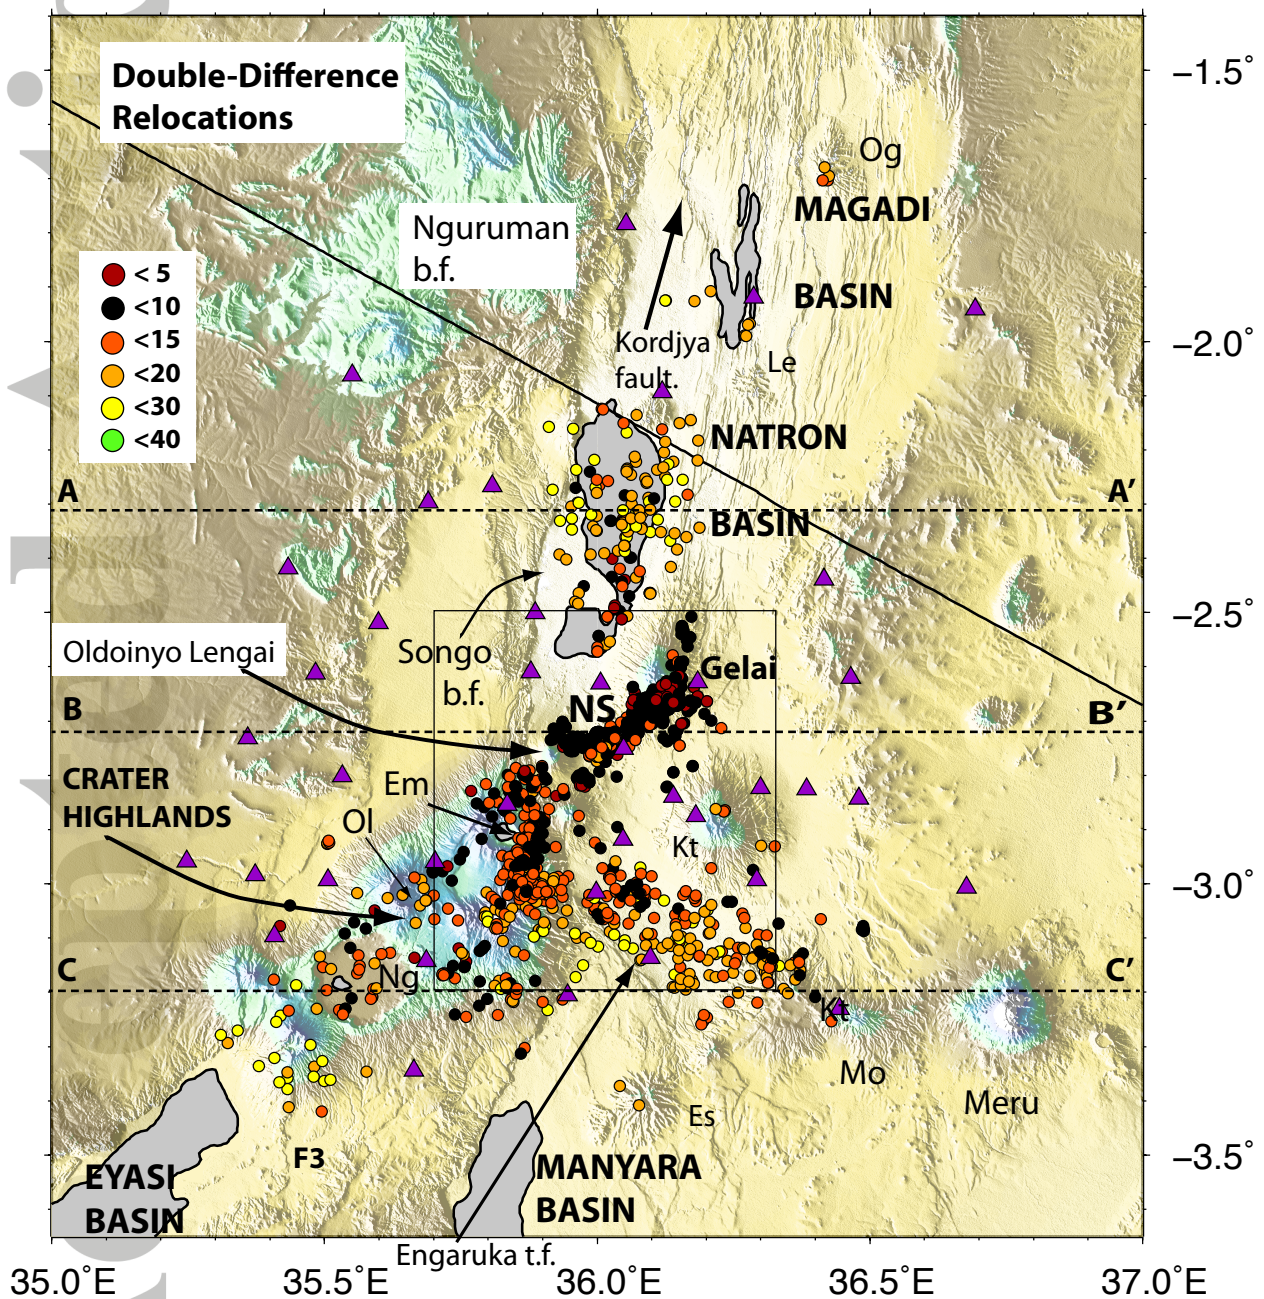 Double-Difference
Relocations
Og
MAGADI
Nguruman
b.f.
BASIN
< 5
<10
<15
<20
<30
<40
Kordjya
fault.
Le
NATRON
BASIN
A
A'
Songo
b.f.
Oldoinyo Lengai
Gelai
NS
B
B'
CRATER
HIGHLANDS
Em
Ol
Kt
C
C'
Ng
Kt
Mo
Meru
Es
F3
EYASI
BASIN
MANYARA
BASIN
Engaruka t.f.
−1.5˚
−2.0˚
−2.5˚
−3.0˚
−3.5˚
35.0˚E
35.5˚E
36.0˚E
36.5˚E
37.0˚E